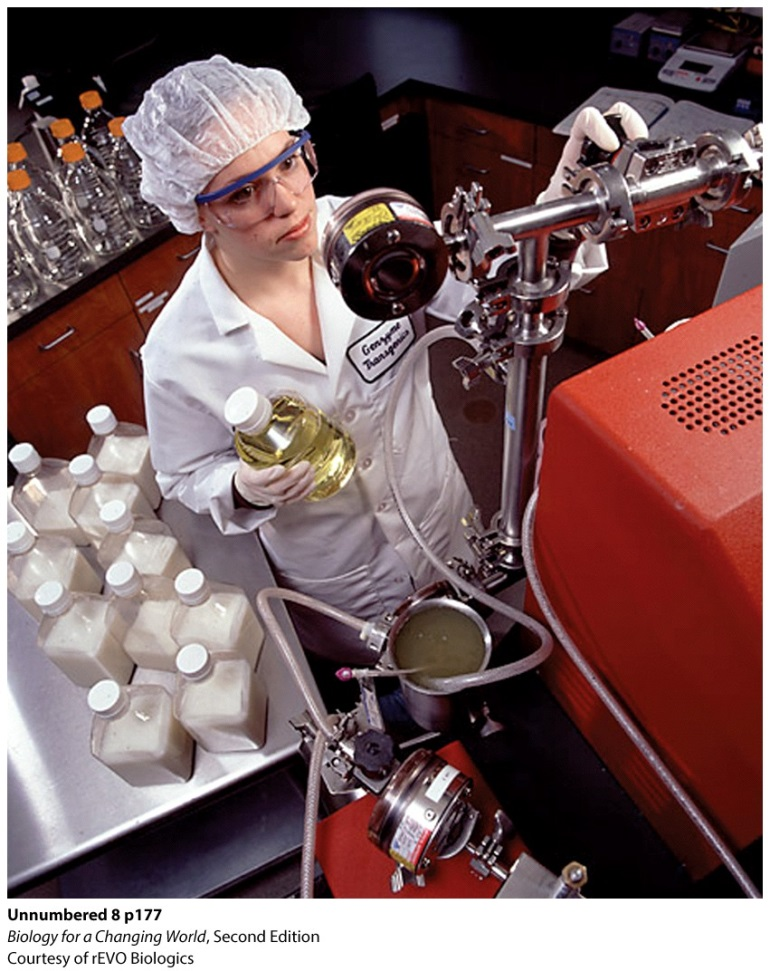 Genzyme
Transgenics
Unnumbered 8 p177
Biology for a Changing World, Second Edition
Courtesy of rEVO Biologics